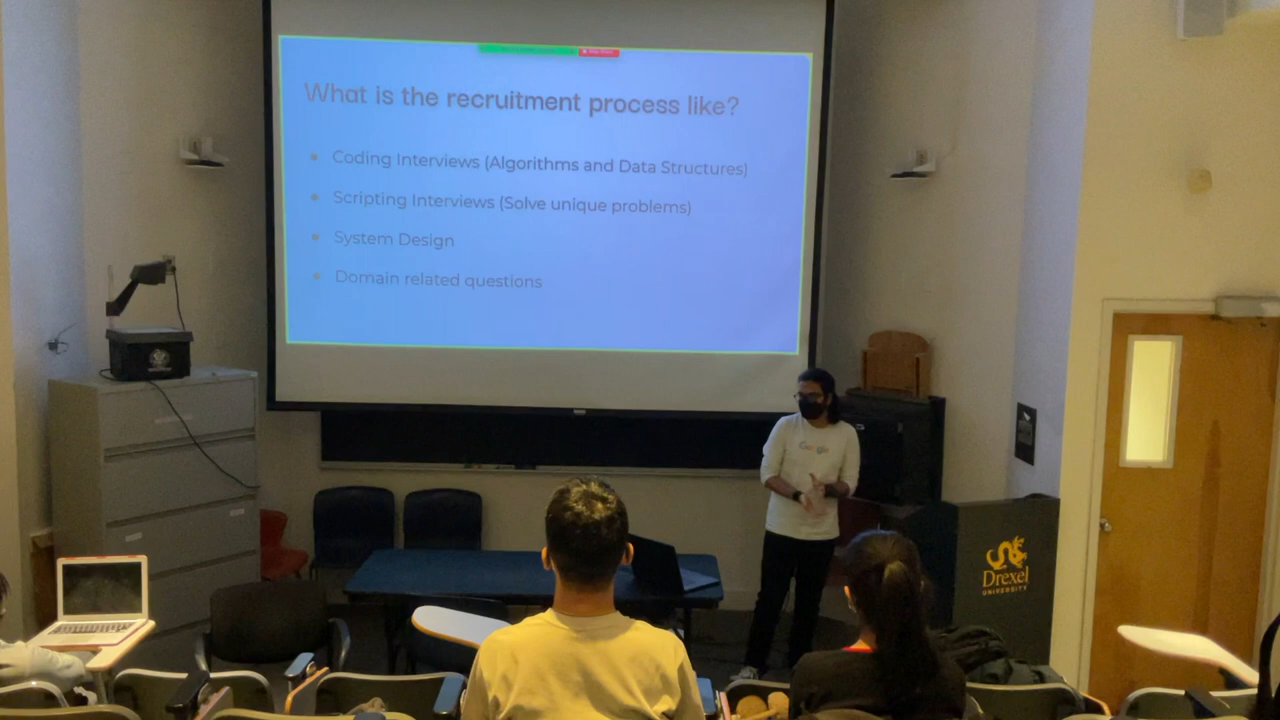 What is the recruitment process like?
Coding Interviews (Algorithms and Data Structures)
Scripting Interviews (Solve unique problems)
System Design
Domain related questions
Google
Drexel
UNIVERSITY